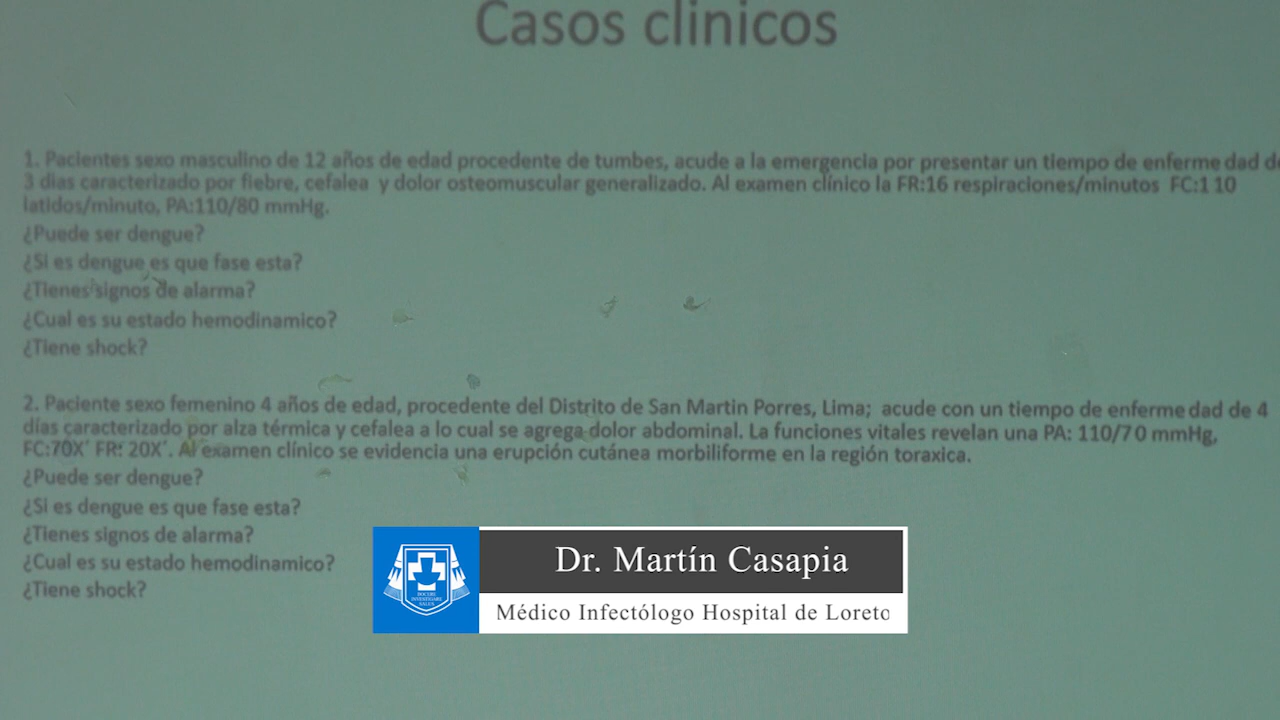 Casos clinicos
1. Pacientes sexo masculino de 12 años de edad procedente de tumbes, acude a la emergencia por presentar un tiempo de enfermedad de
3 dias caracterizado por fiebre, cefalea y dolor osteomuscular generalizado. Al examen clínico la FR:16 respiraciones/minutos FC:110
latidos/minuto, PA:110/80 mmHg.
¿Puede ser dengue?
¿Si es dengue es que fase esta?
¿Tienes signos de alarma?
¿Cual es su estado hemodinamico?
¿Tiene shock?
2. Paciente sexo femenino 4 años de edad, procedente del Distrito de San Martin Porres, Lima; acude con un tiempo de enfermedad de 4
días caracterizado por alza térmica y cefalea a lo cual se agrega dolor abdominal. La funciones vitales revelan una PA: 110/70 mmHg,
FC:70X´ FR: 20X´. Al examen clínico se evidencia una erupción cutánea morbiliforme en la región toraxica.
¿Puede ser dengue?
¿Si es dengue es que fase esta?
¿Tienes signos de alarma?
¿Cual es su estado hemodinamico?
¿Tiene shock?
Dr. Martín Casapia
Médico Infectólogo Hospital de Loreto
DOCERE
INVESTIGARE
SALUS